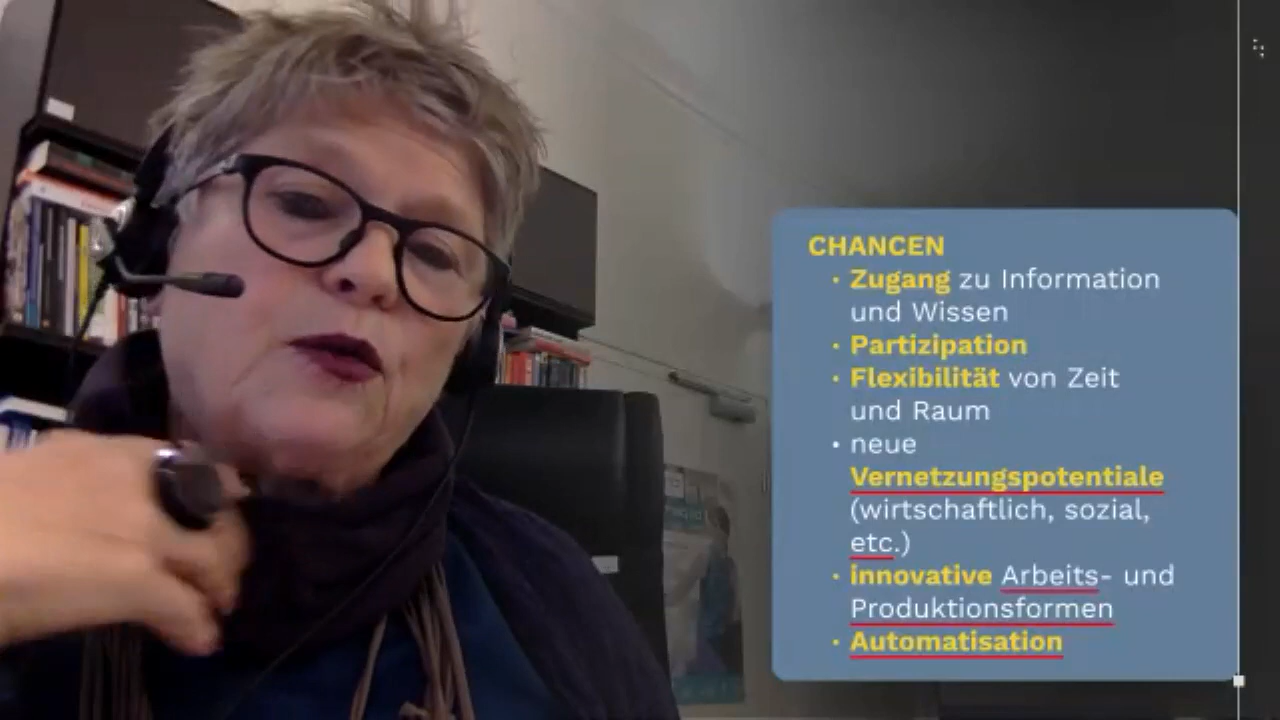 CHANCEN
• Zugang zu Information
und Wissen
• Partizipation
• Flexibilität von Zeit
und Raum
• neue
Vernetzungspotentiale
(wirtschaftlich, sozial,
etc.)
• innovative Arbeits- und
Produktionsformen
• Automatisation